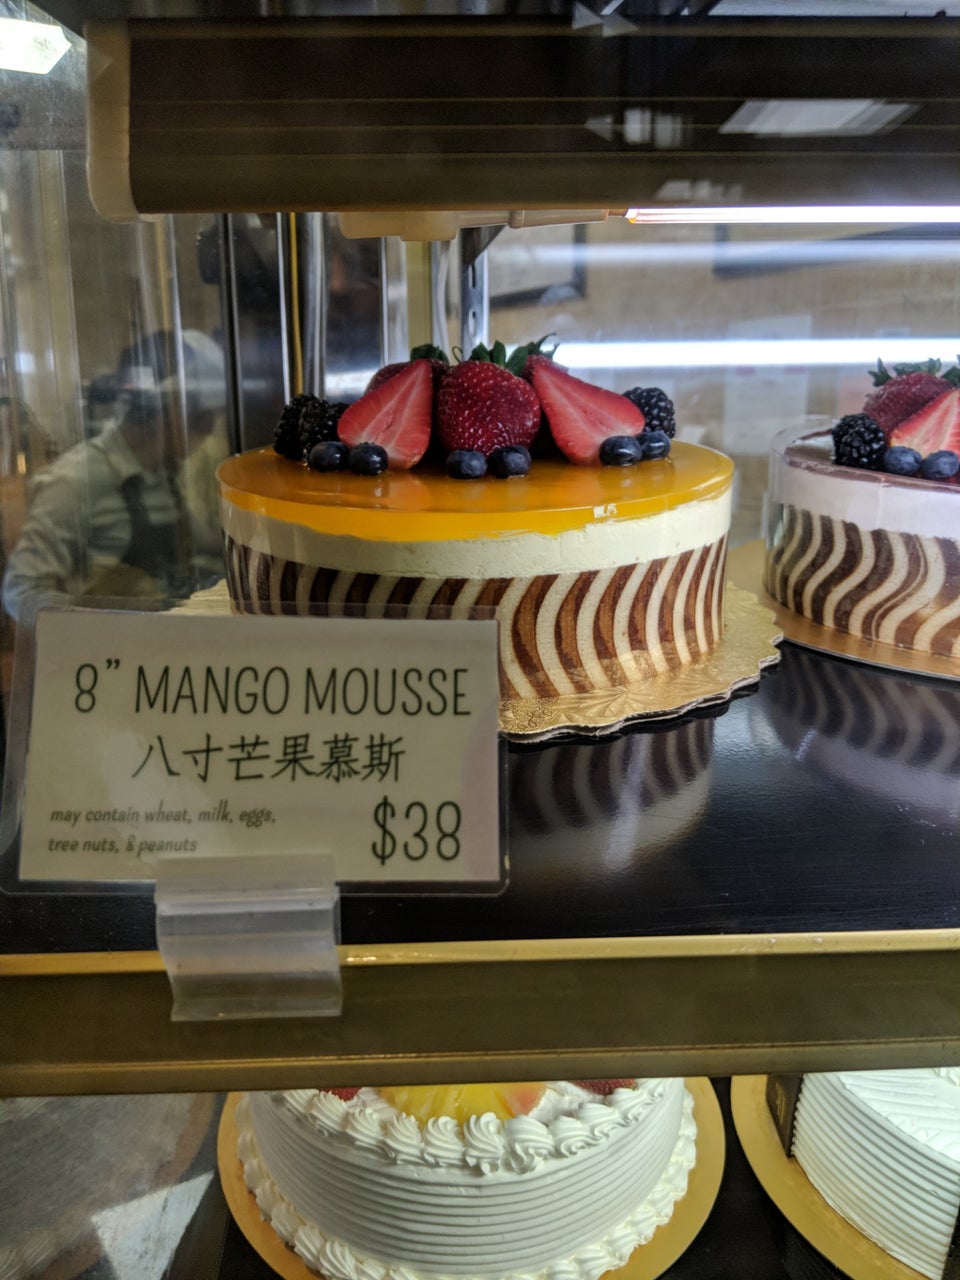 8” MANGO MOUSSE
八寸芒果慕斯
may contain wheat, milk, eggs,
tree nuts, & peanuts
$38